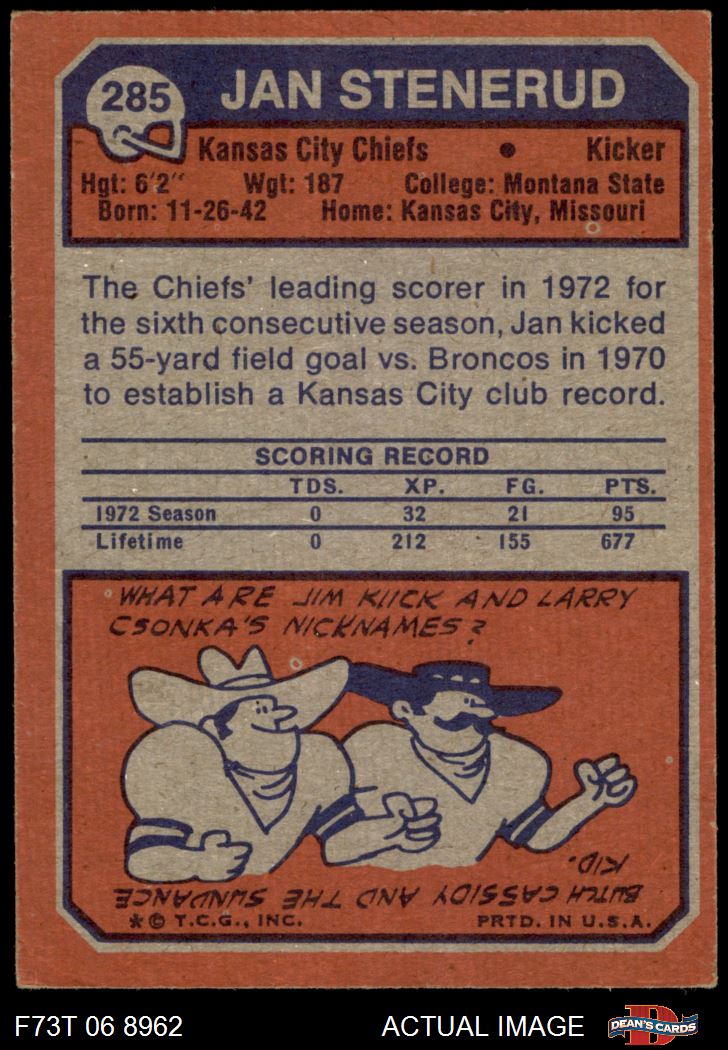 285
JAN STENERUD
Kansas City Chiefs • Kicker
Hgt: 6'2" Wgt: 187 College: Montana State
Born: 11-26-42 Home: Kansas City, Missouri
The Chiefs' leading scorer in 1972 for
the sixth consecutive season, Jan kicked
a 55-yard field goal vs. Broncos in 1970
to establish a Kansas City club record.
SCORING RECORD
TDS. XP. FG. PTS.
1972 Season 0 32 21 95
Lifetime 0 212 155 677
WHAT ARE JIM KIICK AND LARRY
CSONKA'S NICKNAMES?
BUTCH CASSIDY AND THE SUNDANCE
KID.
*© T.C.G., INC. PRTD. IN U.S.A.
F73T 06 8962 ACTUAL IMAGE
D
DEAN'S CARDS